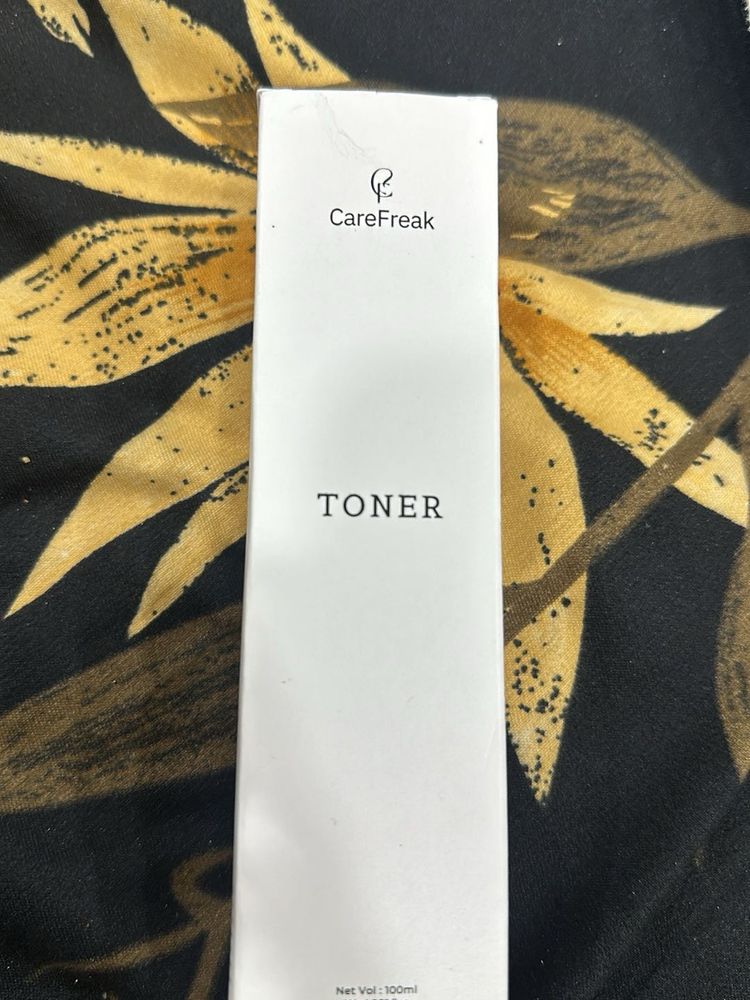 CareFreak
TONER
Net Vol : 100ml